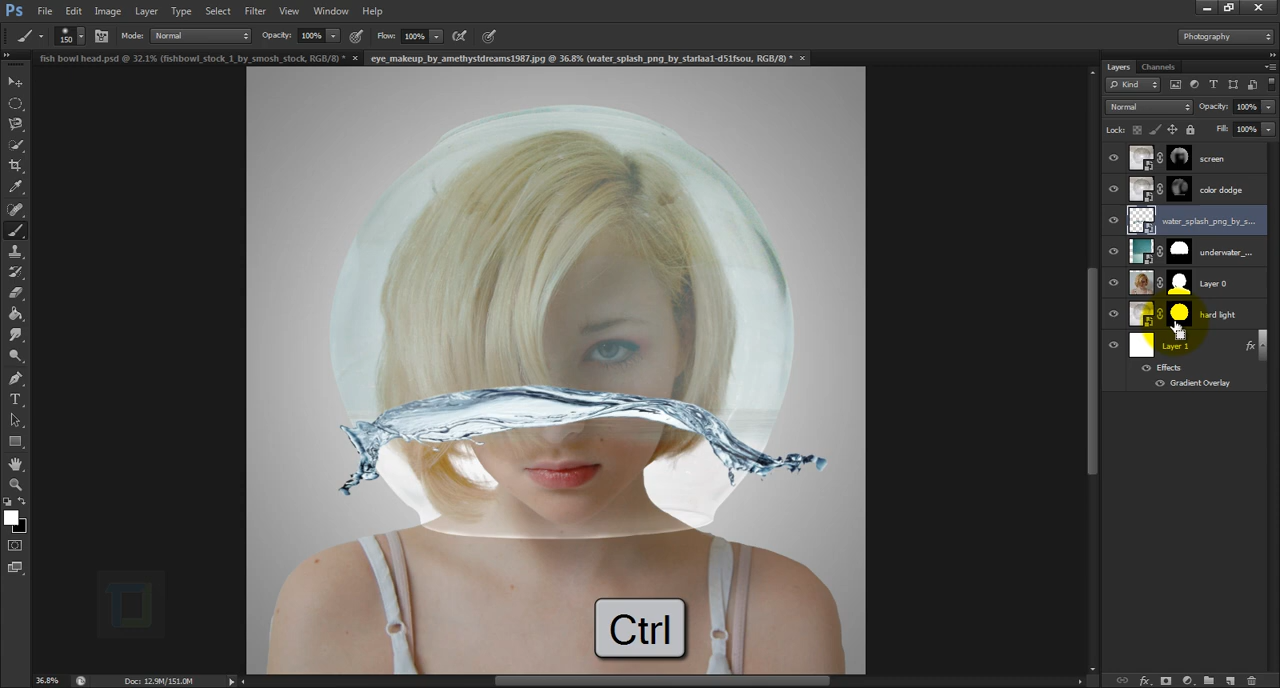 Ps File Edit Image Layer Type Select Filter View Window Help
150 Mode: Normal Opacity: 100% Flow: 100% Photography
fish bowl head.psd @ 32.1% (fishbowl_stock_1_by_smosh_stock, RGB/8) * × eye_makeup_by_amethystdreams1987.jpg @ 36.8% (water_splash_png_by_starlaa1-d51fsou, RGB/8) * ×
Layers Channels
Kind
Normal Opacity: 100%
Lock: Fill: 100%
screen
color dodge
water_splash_png_by_s...
underwater_...
Layer 0
hard light
Layer 1 fx
Effects
Gradient Overlay
Ctrl
36.8% Doc: 12.9M/151.0M
fx